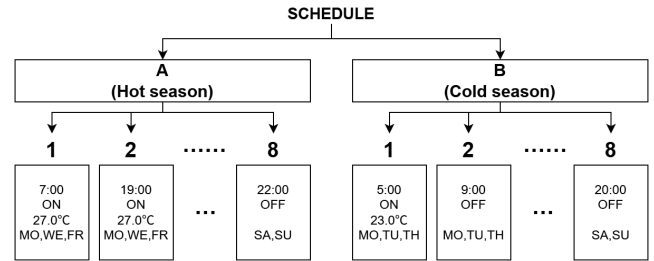 SCHEDULE
A
(Hot season)
B
(Cold season)
1
2
......
8
1
2
......
8
7:00
ON
27.0℃
MO,WE,FR
19:00
ON
27.0℃
MO,WE,FR
...
22:00
OFF
SA,SU
5:00
ON
23.0℃
MO,TU,TH
9:00
OFF
MO,TU,TH
...
20:00
OFF
SA,SU